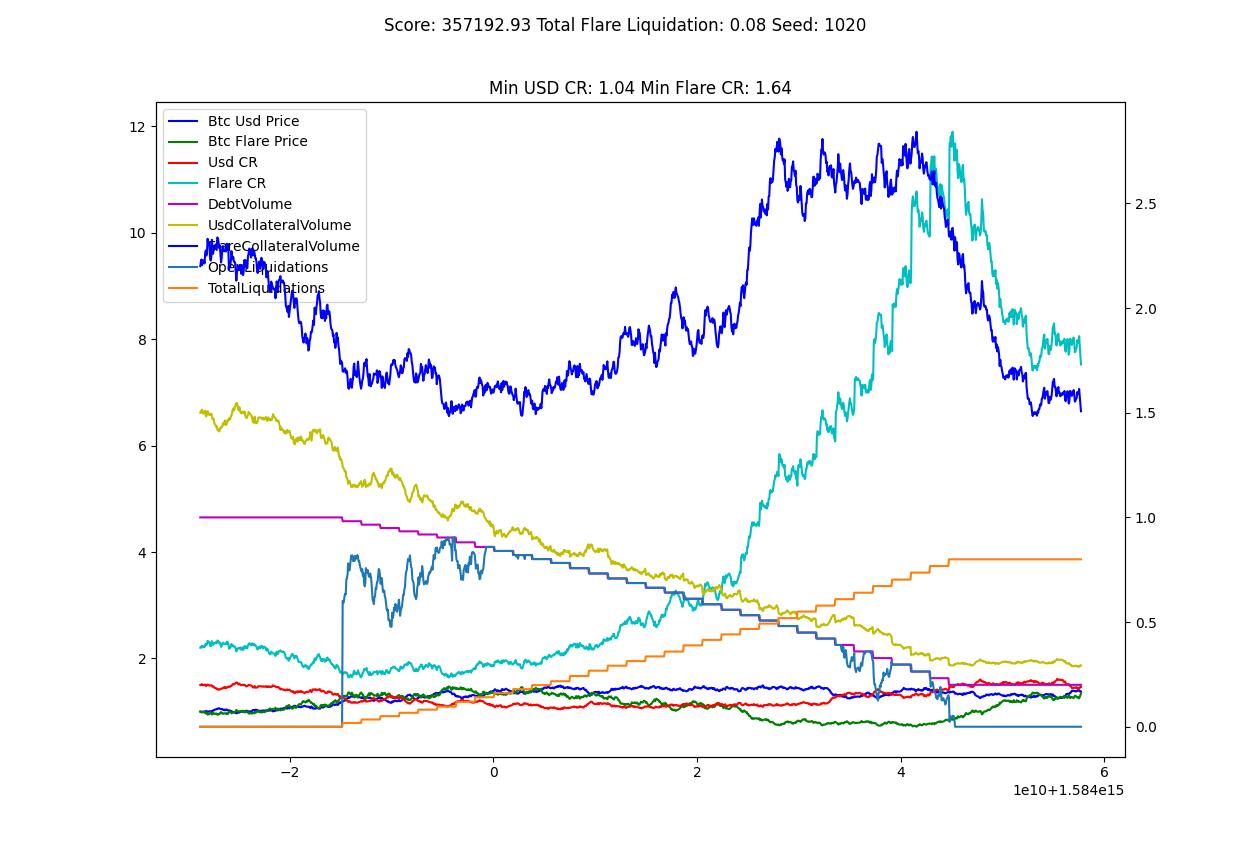 Score: 357192.93 Total Flare Liquidation: 0.08 Seed: 1020
Min USD CR: 1.04 Min Flare CR: 1.64
Btc Usd Price
Btc Flare Price
Usd CR
Flare CR
DebtVolume
UsdCollateralVolume
FlareCollateralVolume
OpenLiquidations
TotalLiquidations
12
10
8
6
4
2
2.5
2.0
1.5
1.0
0.5
0.0
−2
0
2
4
6
1e10+1.584e15